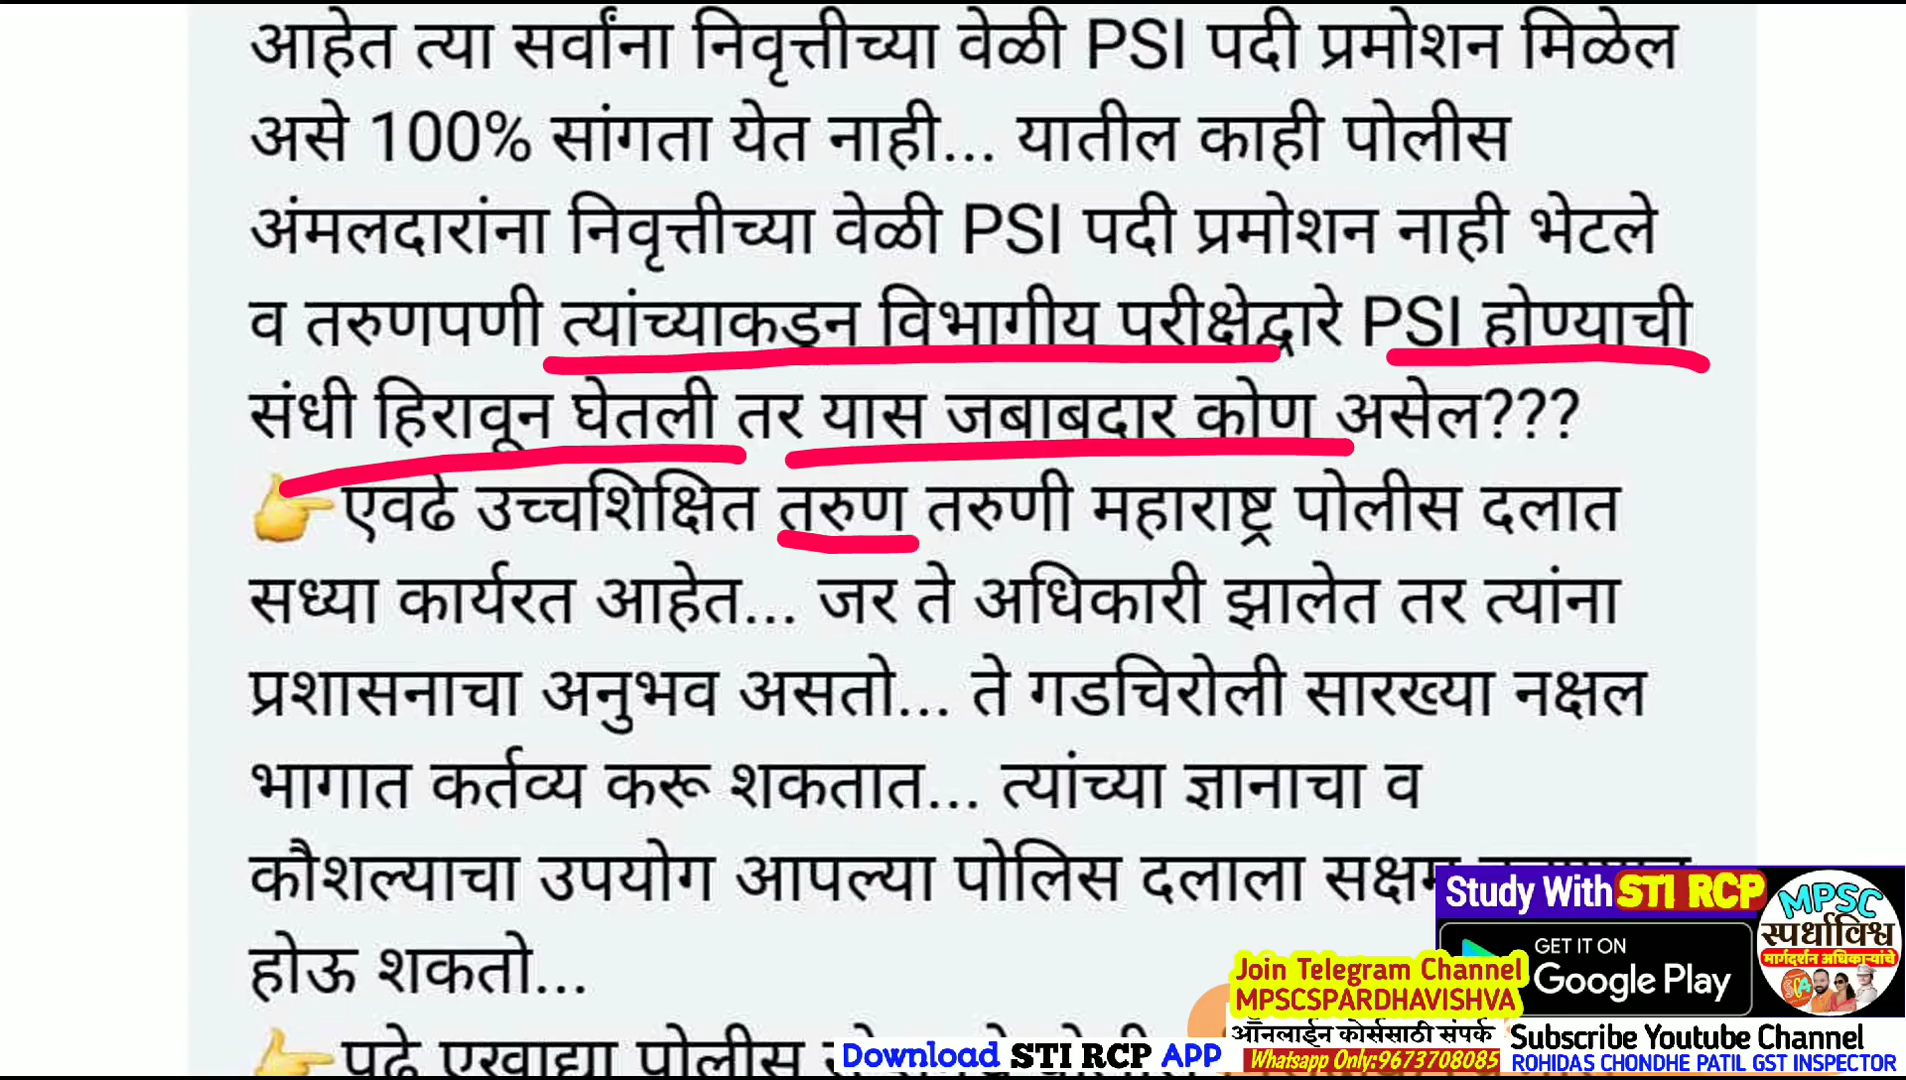 आहेत त्या सर्वांना निवृत्तीच्या वेळी PSI पदी प्रमोशन मिळेल
असे 100% सांगता येत नाही... यातील काही पोलीस
अंमलदारांना निवृत्तीच्या वेळी PSI पदी प्रमोशन नाही भेटले
व तरुणपणी त्यांच्याकडून विभागीय परीक्षेद्वारे PSI होण्याची
संधी हिरावून घेतली तर यास जबाबदार कोण असेल???
👉एवढे उच्चशिक्षित तरुण तरुणी महाराष्ट्र पोलीस दलात
सध्या कार्यरत आहेत... जर ते अधिकारी झालेत तर त्यांना
प्रशासनाचा अनुभव असतो... ते गडचिरोली सारख्या नक्षल
भागात कर्तव्य करू शकतात... त्यांच्या ज्ञानाचा व
कौशल्याचा उपयोग आपल्या पोलिस दलाला सक्षम
होऊ शकतो...
👉पुढे एखाद्या पोलीस
Study With STI RCP
GET IT ON
Google Play
MPSC
स्पर्धाविश्व
मार्गदर्शन अधिकाऱ्यांचे
Join Telegram Channel
MPSCSPARDHAVISHVA
ऑनलाईन कोर्ससाठी संपर्क
Whatsapp Only:9673708085
Download STI RCP APP
Subscribe Youtube Channel
ROHIDAS CHONDHE PATIL GST INSPECTOR